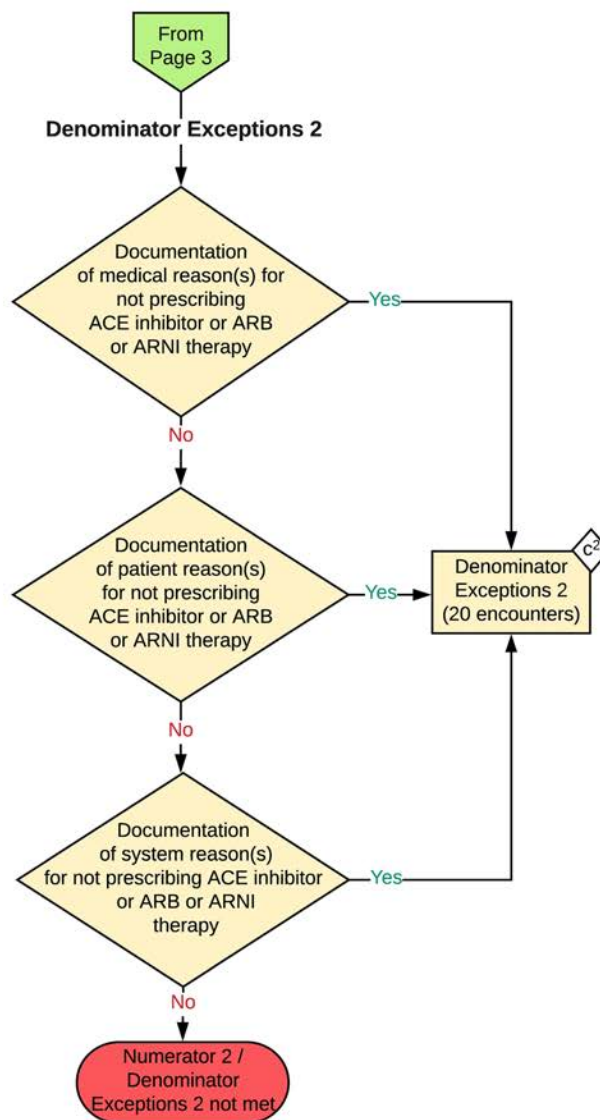 From
Page 3
Denominator Exceptions 2
Documentation
of medical reason(s) for
not prescribing
ACE inhibitor or ARB
or ARNI therapy
Yes
No
Documentation
of patient reason(s)
for not prescribing
ACE inhibitor or ARB
or ARNI therapy
Yes
Denominator
Exceptions 2
(20 encounters)
c²
No
Documentation
of system reason(s)
for not prescribing ACE inhibitor
or ARB or ARNI
therapy
Yes
No
Numerator 2 /
Denominator
Exceptions 2 not met